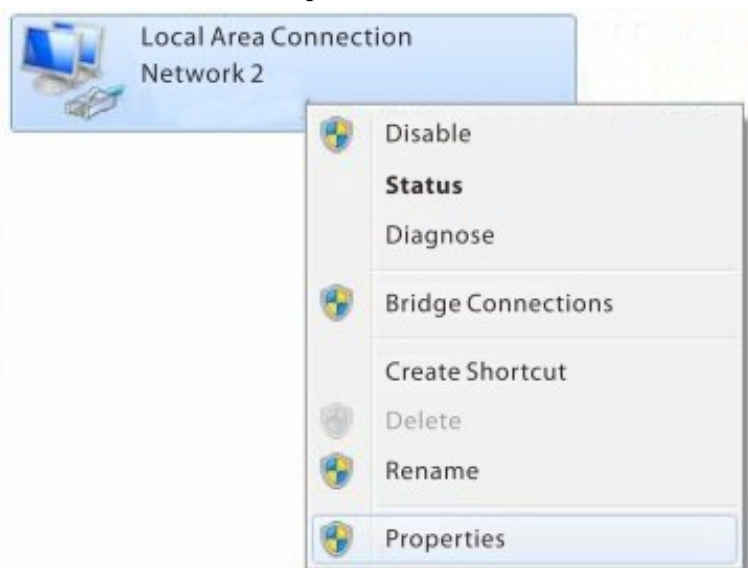 Local Area Connection
Network 2
Disable
Status
Diagnose
Bridge Connections
Create Shortcut
Delete
Rename
Properties